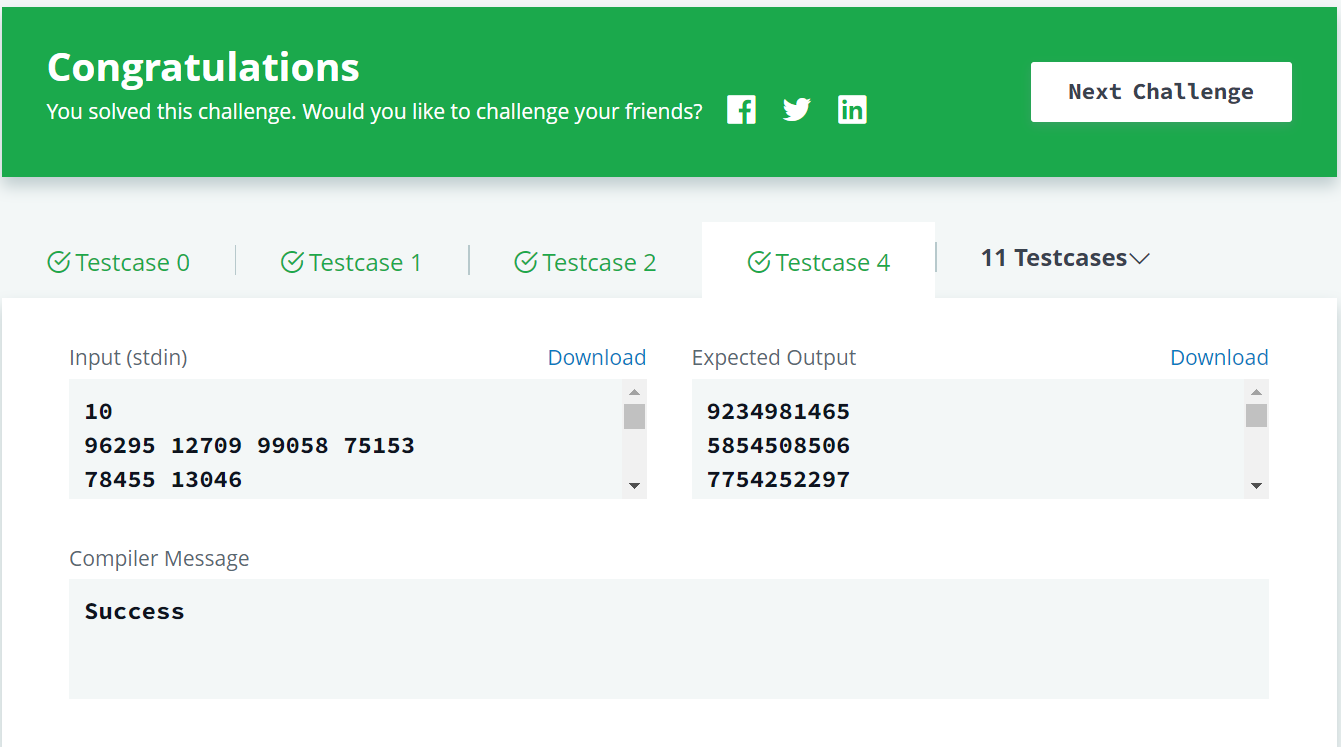 Congratulations
You solved this challenge. Would you like to challenge your friends?
Next Challenge
Testcase 0
Testcase 1
Testcase 2
Testcase 4
11 Testcases
Input (stdin)
Download
10
96295 12709 99058 75153
78455 13046
Expected Output
Download
9234981465
5854508506
7754252297
Compiler Message
Success